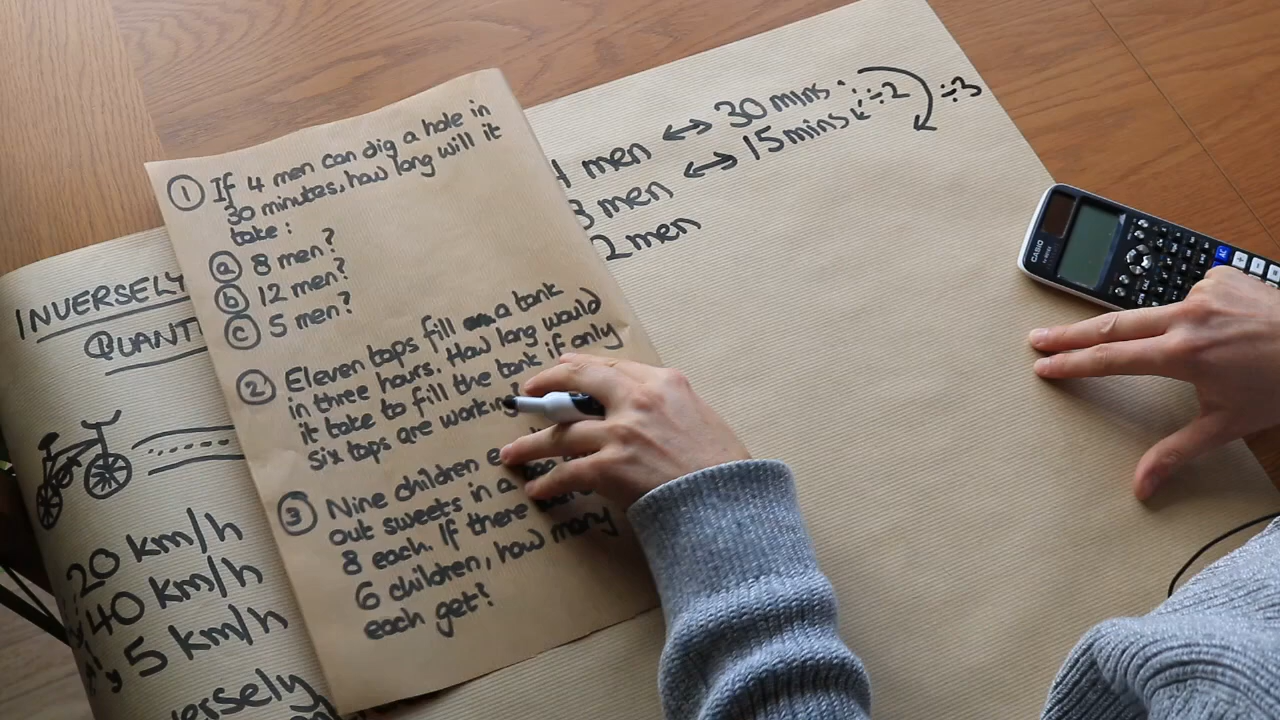 ① If 4 men can dig a hole in
30 minutes, how long will it
take:
ⓐ 8 men?
ⓑ 12 men?
ⓒ 5 men?
② Eleven taps fill a tank
in three hours. How long would
it take to fill the tank if only
six taps are working?
③ Nine children
out sweets in a
8 each. If there
6 children, how many
each get?
men ↔ 30 mins ÷2 ÷3
men ↔ 15 mins
2 men
INVERSELY
QUANT
20 km/h
40 km/h
5 km/h
ersely
CASIO